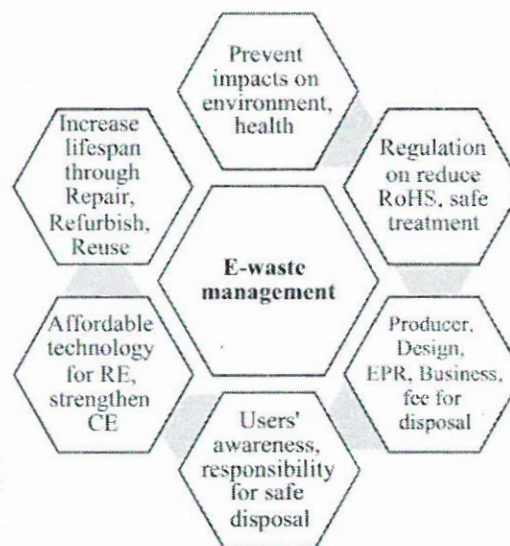 Prevent
impacts on
environment,
health
Regulation
on reduce
RoHS, safe
treatment
Producer,
Design,
EPR, Business,
fee for
disposal
Users'
awareness,
responsibility
for safe
disposal
Affordable
technology
for RE,
strengthen
CE
Increase
lifespan
through
Repair,
Refurbish,
Reuse
E-waste
management